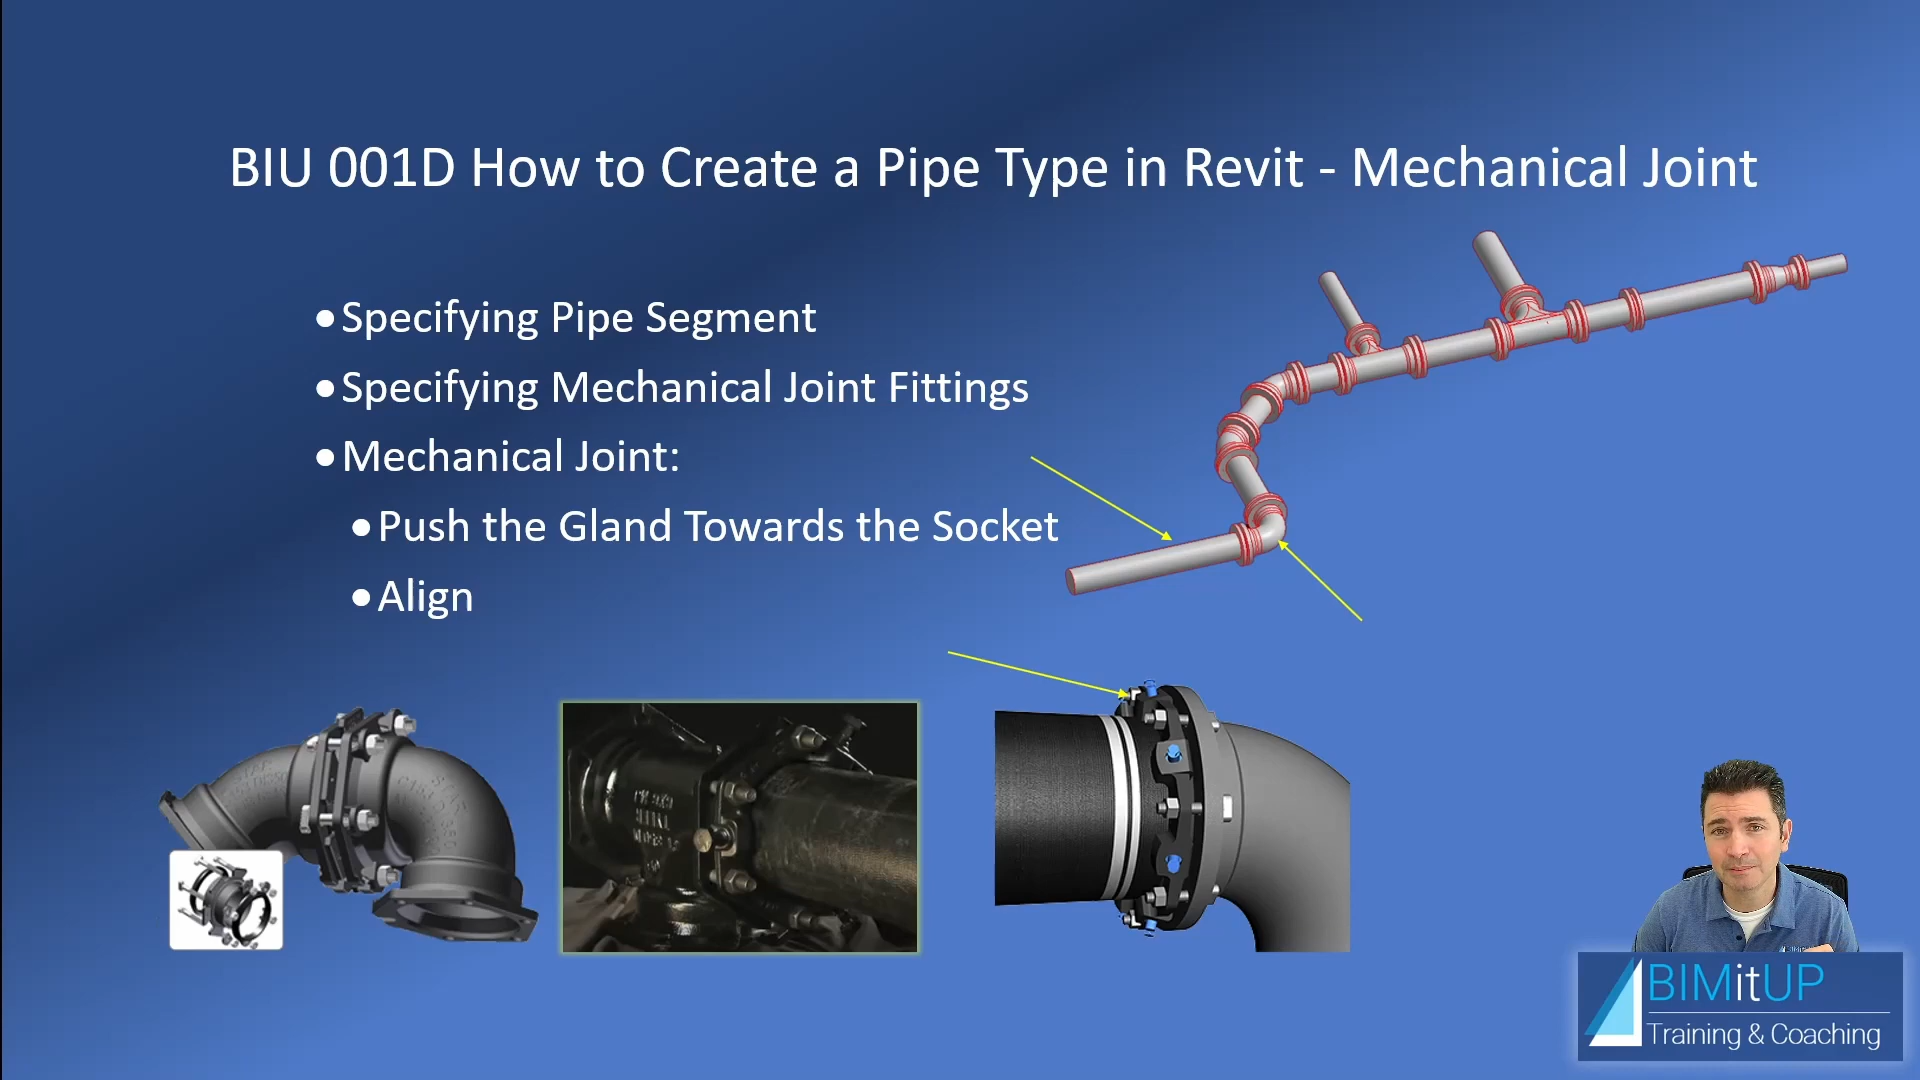 BIU 001D How to Create a Pipe Type in Revit - Mechanical Joint
•Specifying Pipe Segment
•Specifying Mechanical Joint Fittings
•Mechanical Joint:
•Push the Gland Towards the Socket
•Align
BIMitUP
Training & Coaching